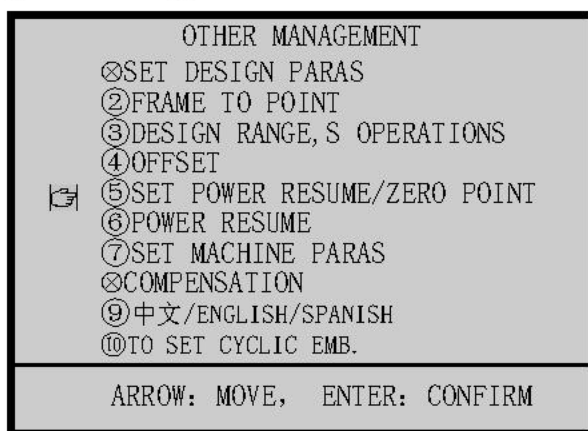 OTHER MANAGEMENT
⊗SET DESIGN PARAS
②FRAME TO POINT
③DESIGN RANGE,S OPERATIONS
④OFFSET
⑤SET POWER RESUME/ZERO POINT
⑥POWER RESUME
⑦SET MACHINE PARAS
⊗COMPENSATION
⑨中文/ENGLISH/SPANISH
⑩TO SET CYCLIC EMB.
ARROW: MOVE, ENTER: CONFIRM